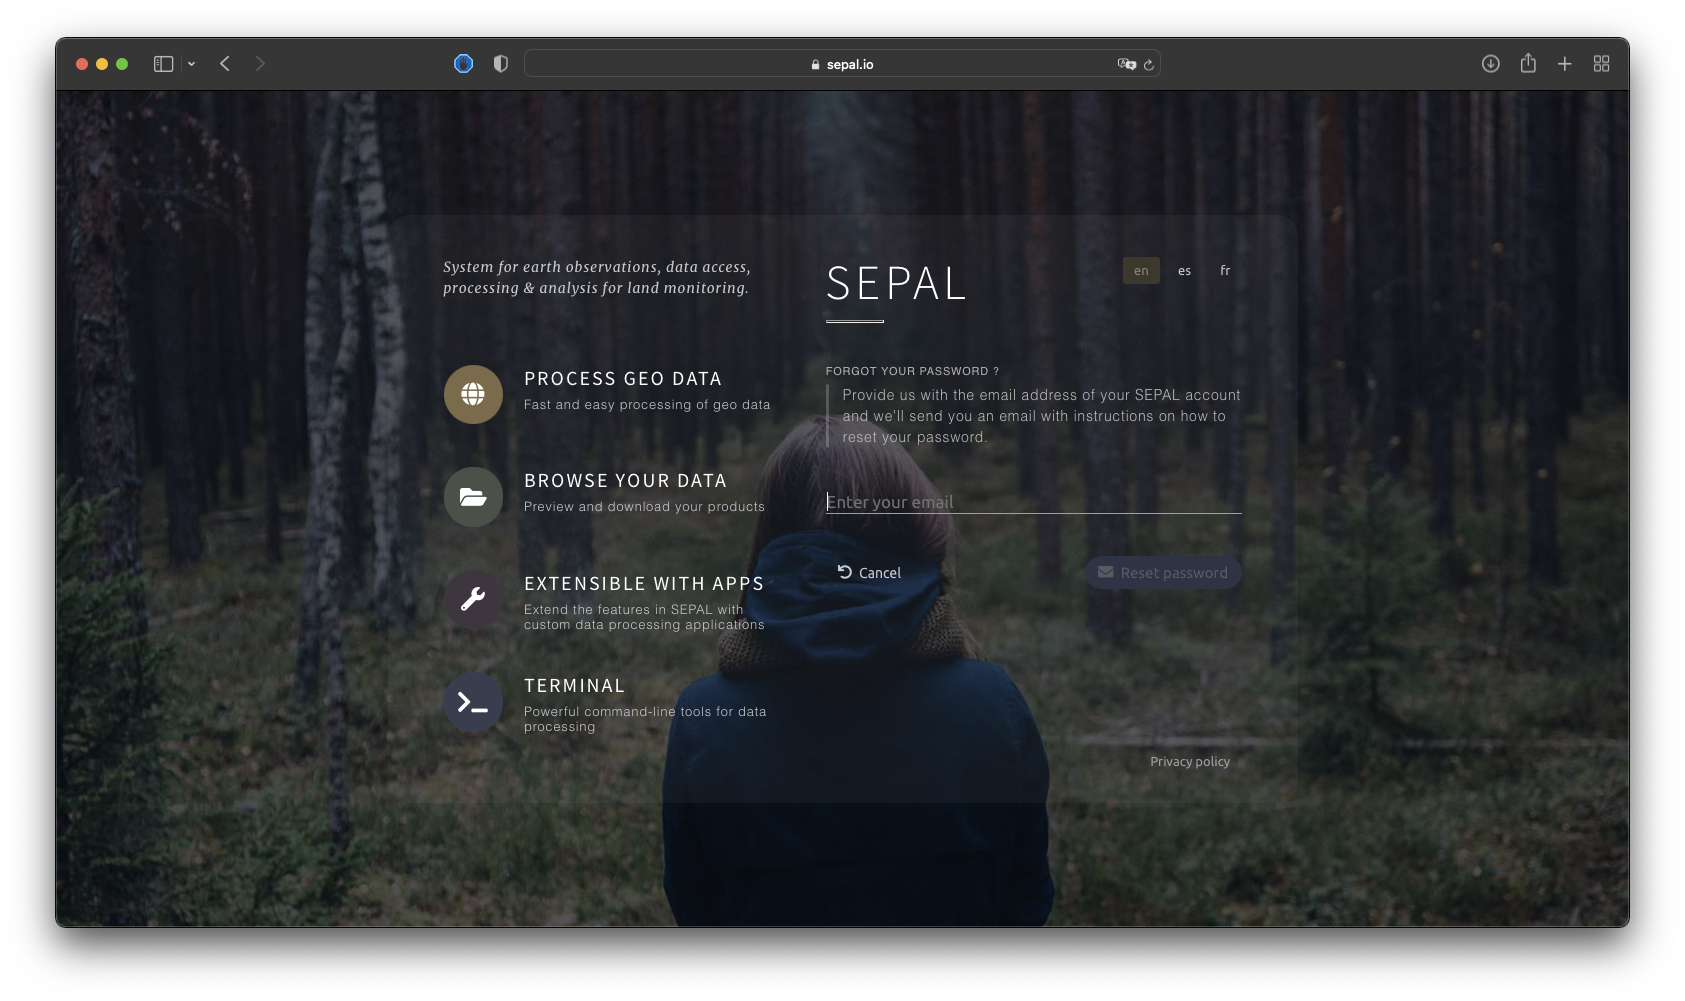 sepal.io
System for earth observations, data access,
processing & analysis for land monitoring.
PROCESS GEO DATA
Fast and easy processing of geo data
BROWSE YOUR DATA
Preview and download your products
EXTENSIBLE WITH APPS
Extend the features in SEPAL with
custom data processing applications
TERMINAL
Powerful command-line tools for data
processing
SEPAL
en es fr
FORGOT YOUR PASSWORD ?
Provide us with the email address of your SEPAL account
and we'll send you an email with instructions on how to
reset your password.
Enter your email
Cancel
Reset password
Privacy policy